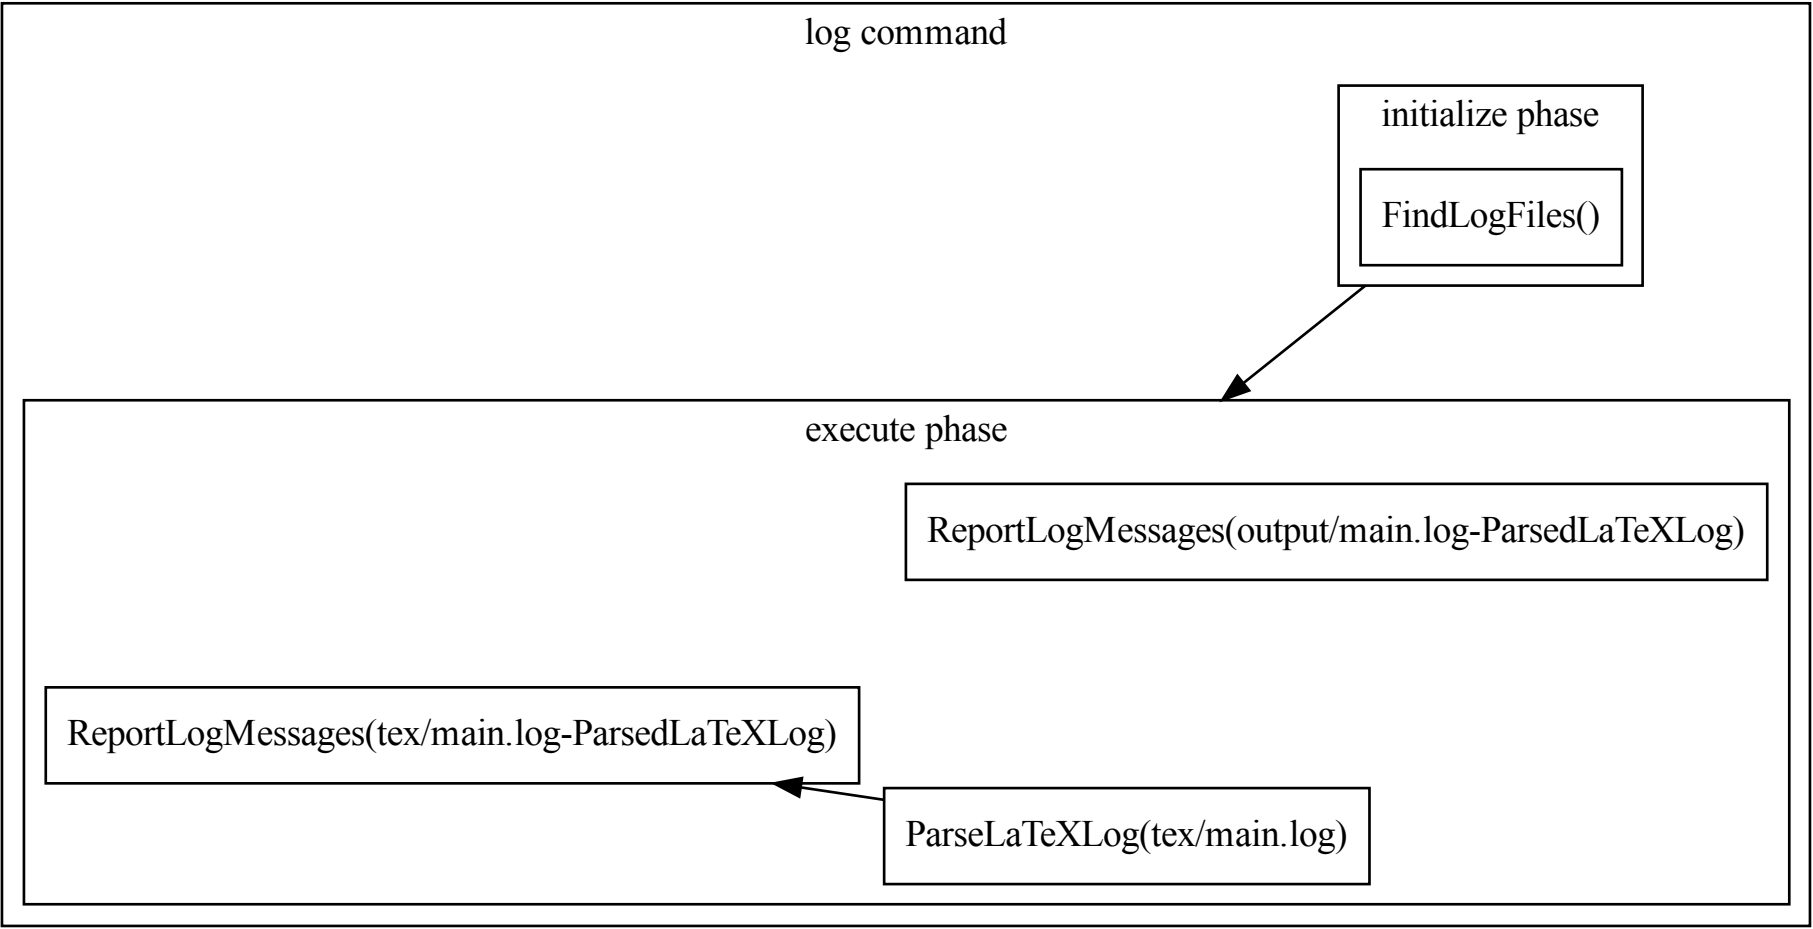 log command
initialize phase
FindLogFiles()
execute phase
ReportLogMessages(output/main.log-ParsedLaTeXLog)
ReportLogMessages(tex/main.log-ParsedLaTeXLog)
ParseLaTeXLog(tex/main.log)